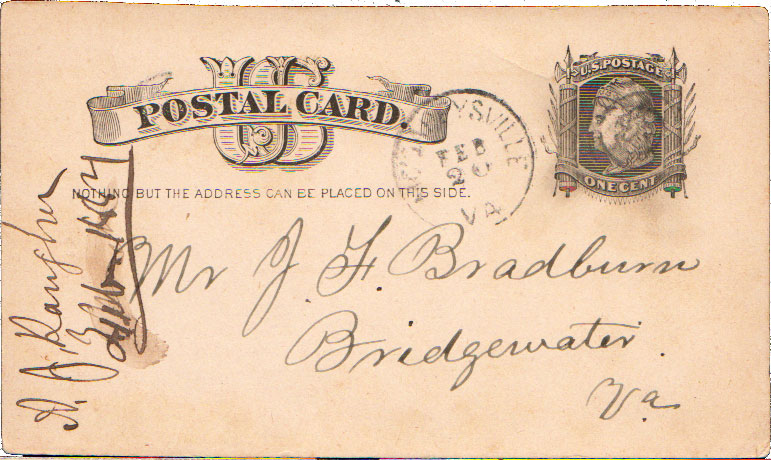 US
POSTAL CARD.
U.S. POSTAGE
ONE CENT
YSVILLE
FEB
20
VA
NOTHING BUT THE ADDRESS CAN BE PLACED ON THIS SIDE.
Mr J. F. Bradburn
Bridgewater.
Va